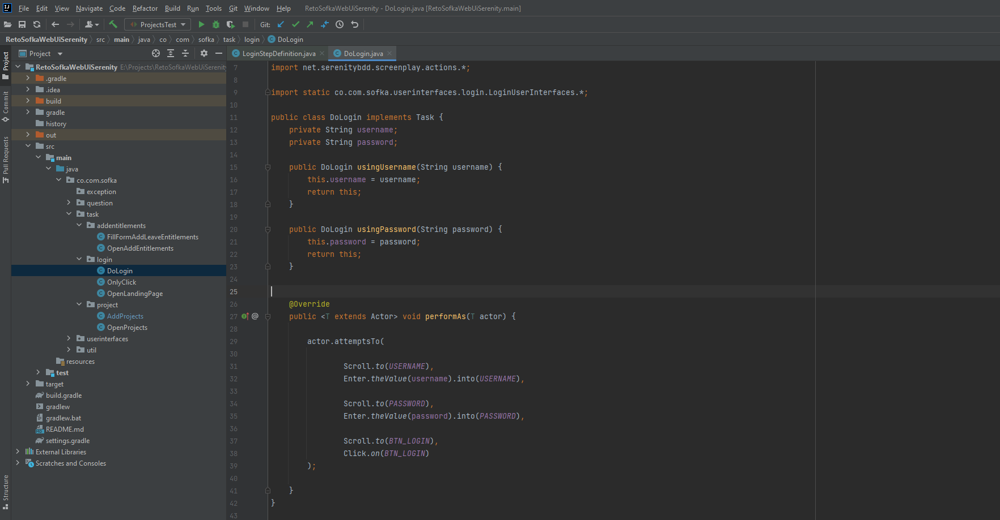 File Edit View Navigate Code Refactor Build Run Tools Git Window Help RetoSofkaWebUiSerenity - DoLogin.java [RetoSofkaWebUiSerenity.main]
ProjectsTest Git:
RetoSofkaWebUiSerenity src main java co com sofka task login DoLogin
Project
Commit
Pull Requests
Structure
Project
RetoSofkaWebUiSerenity E:\Projects\RetoSofkaWebUiSerenity
.gradle
.idea
build
gradle
history
out
src
main
java
co.com.sofka
exception
question
task
addentitlements
FillFormAddLeaveEntitlements
OpenAddEntitlements
login
DoLogin
OnlyClick
OpenLandingPage
project
AddProjects
OpenProjects
userinterfaces
util
resources
test
target
build.gradle
gradlew
gradlew.bat
README.md
settings.gradle
External Libraries
Scratches and Consoles
LoginStepDefinition.java DoLogin.java
7 import net.serenitybdd.screenplay.actions.*;
8
9 import static co.com.sofka.userinterfaces.login.LoginUserInterfaces.*;
10
11 public class DoLogin implements Task {
12 private String username;
13 private String password;
14
15 public DoLogin usingUsername(String username) {
16 this.username = username;
17 return this;
18 }
19
20 public DoLogin usingPassword(String password) {
21 this.password = password;
22 return this;
23 }
24
25
26 @Override
27 @ public <T extends Actor> void performAs(T actor) {
28
29 actor.attemptsTo(
30
31 Scroll.to(USERNAME),
32 Enter.theValue(username).into(USERNAME),
33
34 Scroll.to(PASSWORD),
35 Enter.theValue(password).into(PASSWORD),
36
37 Scroll.to(BTN_LOGIN),
38 Click.on(BTN_LOGIN)
39 );
40
41 }
42 }
43